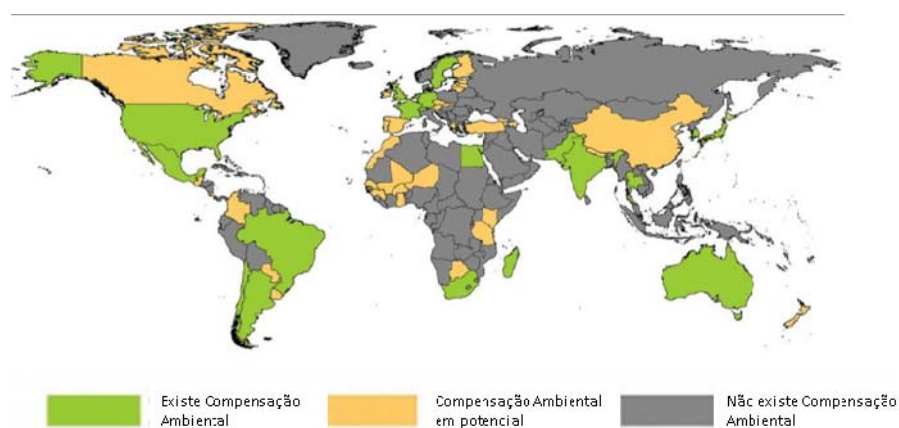 Existe Compensação
Ambiental
Compensação Ambiental
em potencial
Não existe Compensação
Ambiental